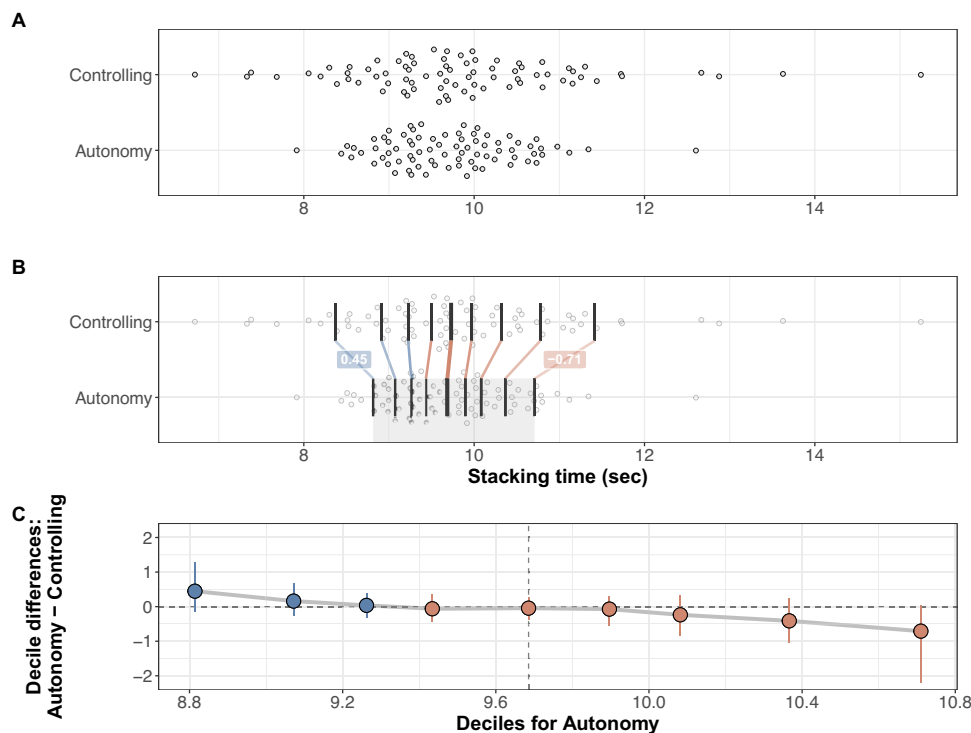 A
Controlling
Autonomy
8
10
12
14
B
Controlling
0.45
−0.71
Autonomy
8
10
12
14
Stacking time (sec)
C
Decile differences:
Autonomy − Controlling
2
1
0
−1
−2
8.8
9.2
9.6
10.0
10.4
10.8
Deciles for Autonomy